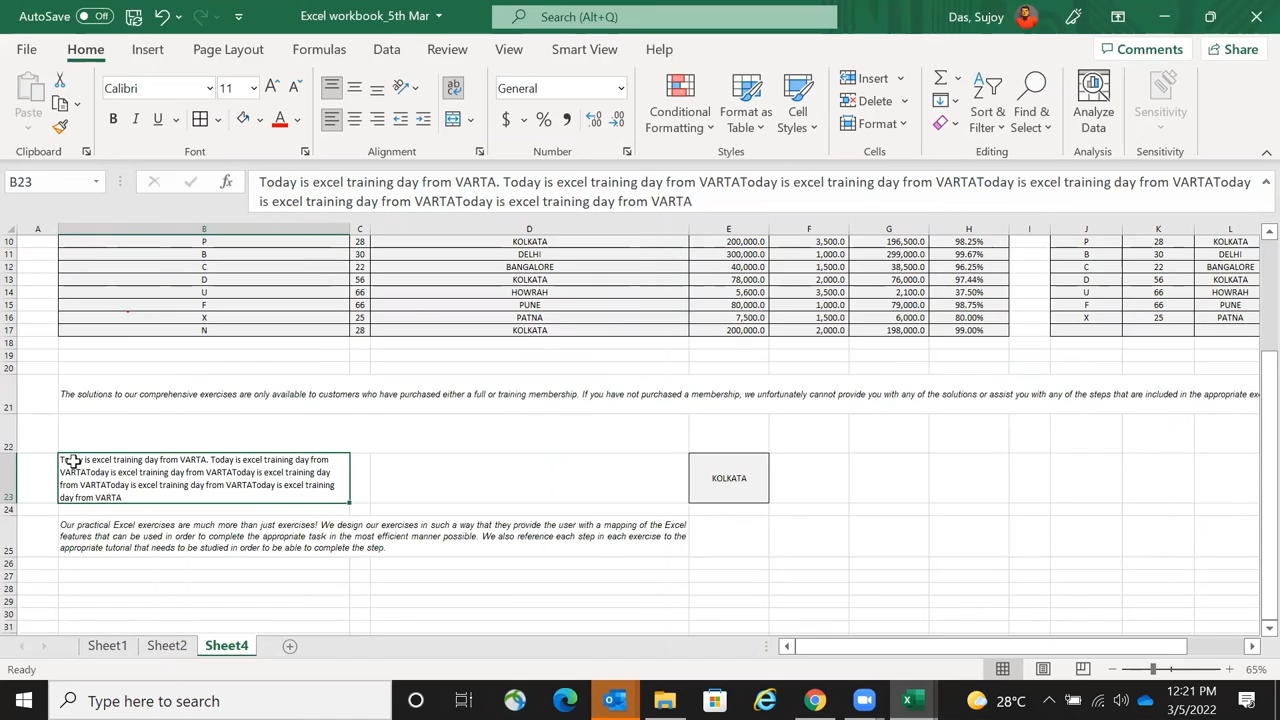 AutoSave Off Excel workbook_5th Mar Search (Alt+Q) Das, Sujoy
File Home Insert Page Layout Formulas Data Review View Smart View Help Comments Share
Paste Calibri 11 General Conditional Formatting Format as Table Cell Styles Insert Delete Format Sort & Filter Find & Select Analyze Data Sensitivity
Clipboard Font Alignment Number Styles Cells Editing Analysis Sensitivity
B23 fx Today is excel training day from VARTA. Today is excel training day from VARTAToday is excel training day from VARTAToday is excel training day from VARTAToday
is excel training day from VARTAToday is excel training day from VARTA
A B C D E F G H I J K L
10 P 28 KOLKATA 200,000.0 3,500.0 196,500.0 98.25% P 28 KOLKATA
11 B 30 DELHI 300,000.0 1,000.0 299,000.0 99.67% B 30 DELHI
12 C 22 BANGALORE 40,000.0 1,500.0 38,500.0 96.25% C 22 BANGALORE
13 D 56 KOLKATA 78,000.0 2,000.0 76,000.0 97.44% D 56 KOLKATA
14 U 66 HOWRAH 5,600.0 3,500.0 2,100.0 37.50% U 66 HOWRAH
15 F 66 PUNE 80,000.0 1,000.0 79,000.0 98.75% F 66 PUNE
16 X 25 PATNA 7,500.0 1,500.0 6,000.0 80.00% X 25 PATNA
17 N 28 KOLKATA 200,000.0 2,000.0 198,000.0 99.00%
18
19
20
21 The solutions to our comprehensive exercises are only available to customers who have purchased either a full or training membership. If you have not purchased a membership, we unfortunately cannot provide you with any of the solutions or assist you with any of the steps that are included in the appropriate exe
22
Today is excel training day from VARTA. Today is excel training day from
VARTAToday is excel training day from VARTAToday is excel training day
from VARTAToday is excel training day from VARTAToday is excel training
day from VARTA
23 KOLKATA
24
Our practical Excel exercises are much more than just exercises! We design our exercises in such a way that they provide the user with a mapping of the Excel
features that can be used in order to complete the appropriate task in the most efficient manner possible. We also reference each step in each exercise to the
25 appropriate tutorial that needs to be studied in order to be able to complete the step.
26
27
28
29
30
31
Sheet1 Sheet2 Sheet4
Ready 65%
Type here to search 28°C 12:21 PM
3/5/2022